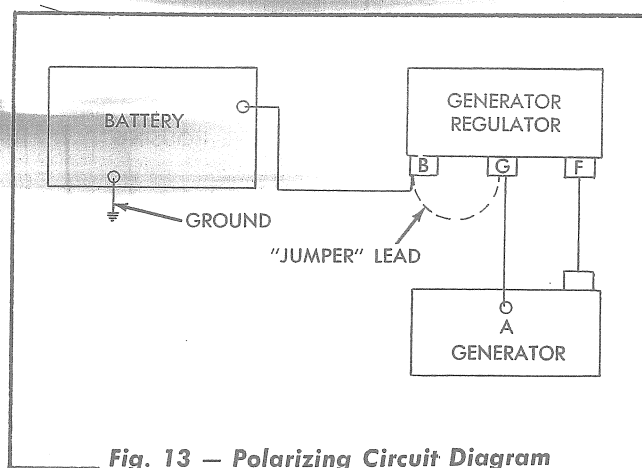 BATTERY
GENERATOR
REGULATOR
B
G
F
GROUND
"JUMPER" LEAD
A
GENERATOR
Fig. 13 — Polarizing Circuit Diagram